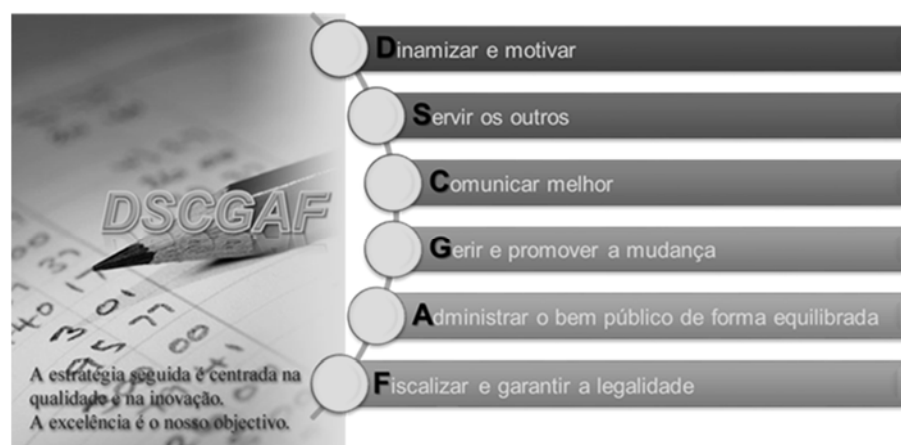 DSCGAF
A estratégia seguida é centrada na
qualidade e na inovação.
A excelência é o nosso objectivo.
Dinamizar e motivar
Servir os outros
Comunicar melhor
Gerir e promover a mudança
Administrar o bem público de forma equilibrada
Fiscalizar e garantir a legalidade